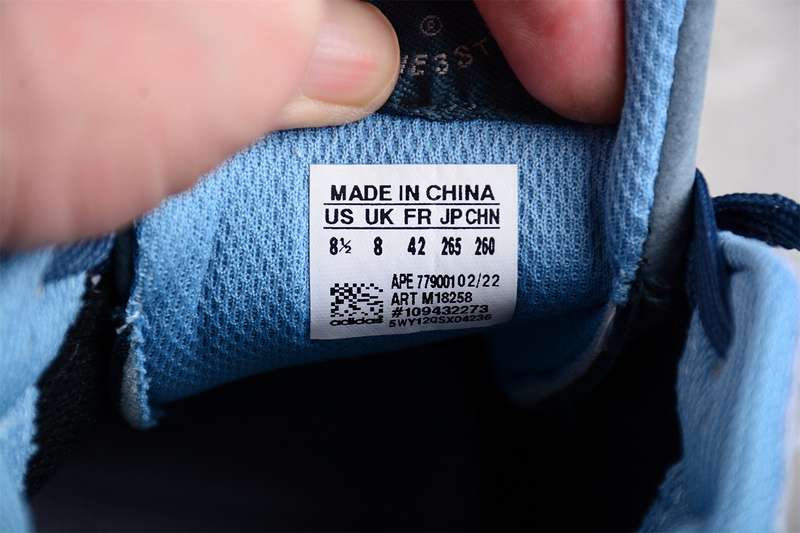 ©
MADE IN CHINA
US UK FR JP CHN
8½ 8 42 265 260
APE 779001 02/22
ART M18258
#109432273
adidas